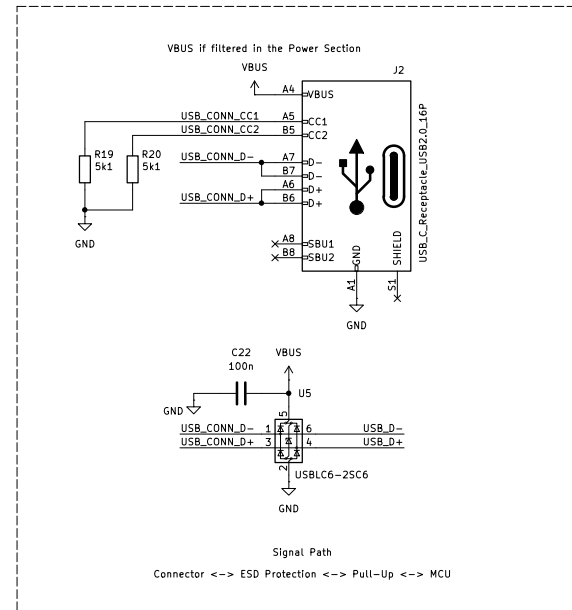 VBUS if filtered in the Power Section
VBUS
J2
A4
VBUS
USB_CONN_CC1
A5
CC1
USB_CONN_CC2
B5
CC2
R19
5k1
R20
5k1
USB_CONN_D-
A7
D-
B7
D-
A6
D+
USB_CONN_D+
B6
D+
USB_C_Receptacle_USB2.0_16P
GND
A8
SBU1
B8
SBU2
GND
SHIELD
A1
S1
GND
C22
100n
VBUS
U5
GND
5
USB_CONN_D-
1
6
USB_D-
USB_CONN_D+
3
4
USB_D+
2
USBLC6-2SC6
GND
Signal Path
Connector <-> ESD Protection <-> Pull-Up <-> MCU